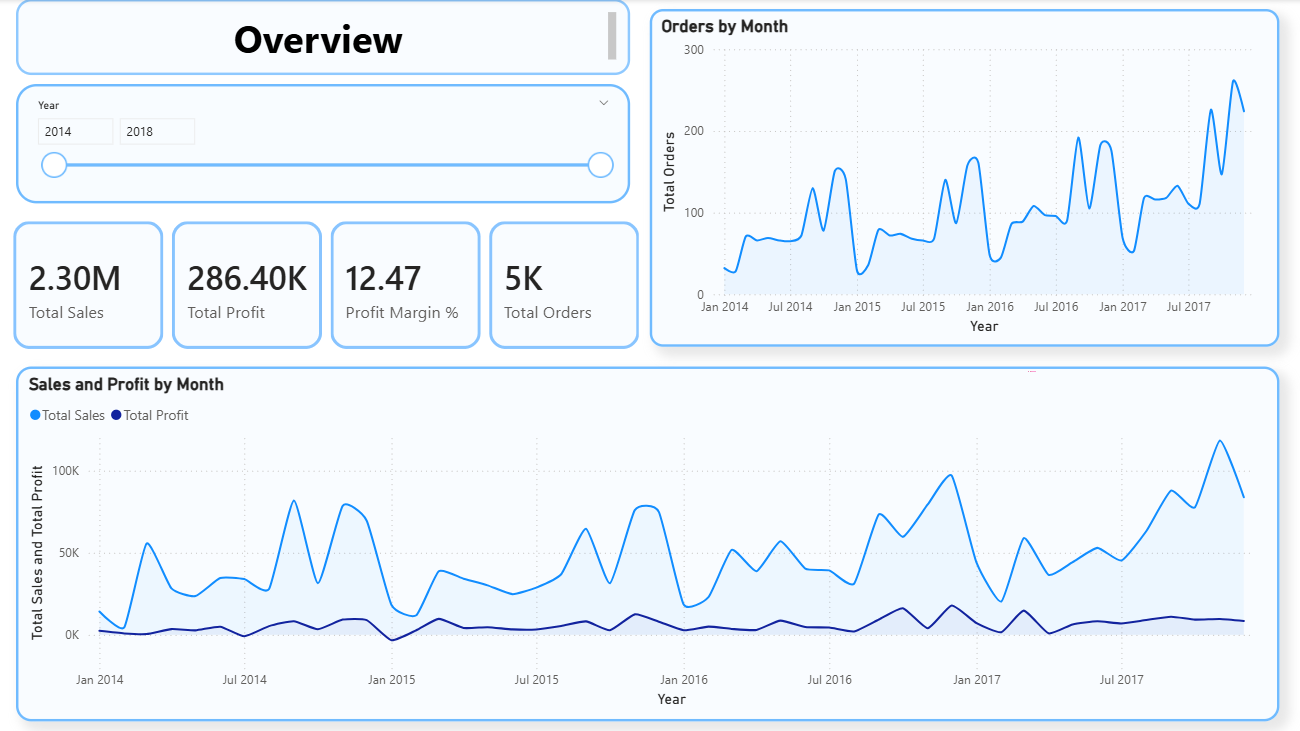 Overview
Year
2014 2018
2.30M
Total Sales
286.40K
Total Profit
12.47
Profit Margin %
5K
Total Orders
Orders by Month
Total Orders
300
200
100
0
Jan 2014 Jul 2014 Jan 2015 Jul 2015 Jan 2016 Jul 2016 Jan 2017 Jul 2017
Year
Sales and Profit by Month
Total Sales Total Profit
Total Sales and Total Profit
100K
50K
0K
Jan 2014 Jul 2014 Jan 2015 Jul 2015 Jan 2016 Jul 2016 Jan 2017 Jul 2017
Year